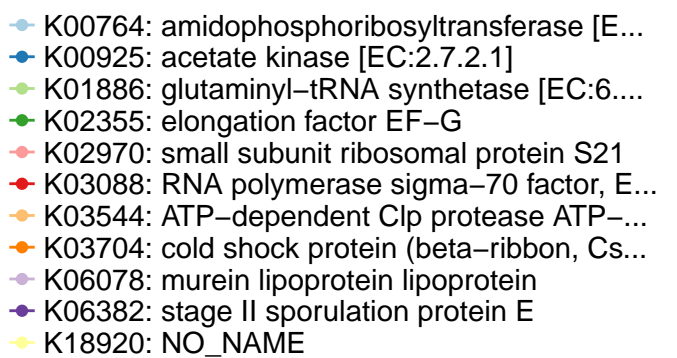 K00764: amidophosphoribosyltransferase [E...
K00925: acetate kinase [EC:2.7.2.1]
K01886: glutaminyl−tRNA synthetase [EC:6....
K02355: elongation factor EF−G
K02970: small subunit ribosomal protein S21
K03088: RNA polymerase sigma−70 factor, E...
K03544: ATP−dependent Clp protease ATP−...
K03704: cold shock protein (beta−ribbon, Cs...
K06078: murein lipoprotein lipoprotein
K06382: stage II sporulation protein E
K18920: NO_NAME